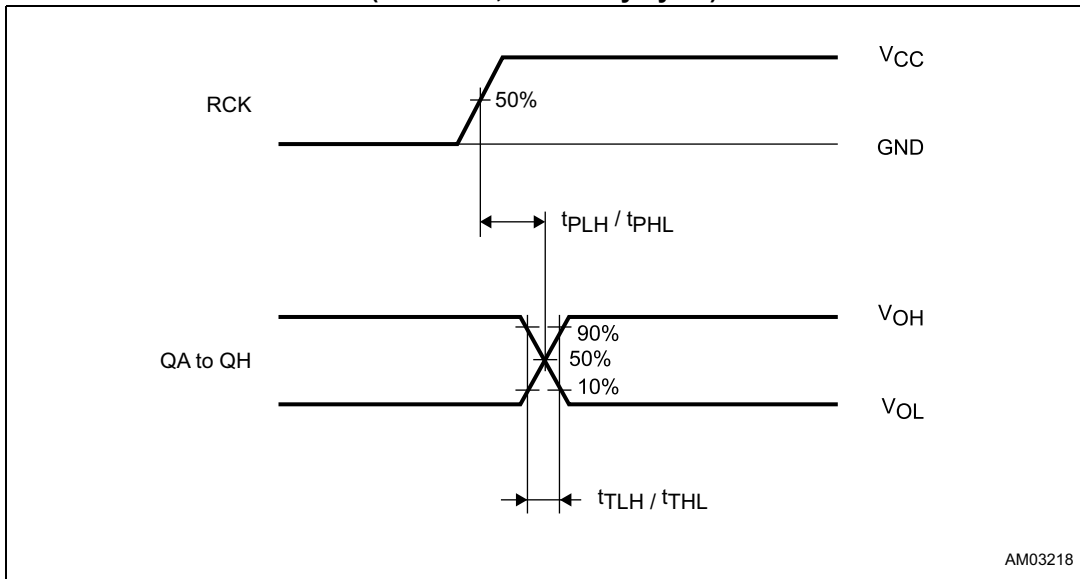 VCC
RCK
50%
GND
tPLH / tPHL
VOH
90%
QA to QH
50%
10%
VOL
tTLH / tTHL
AM03218